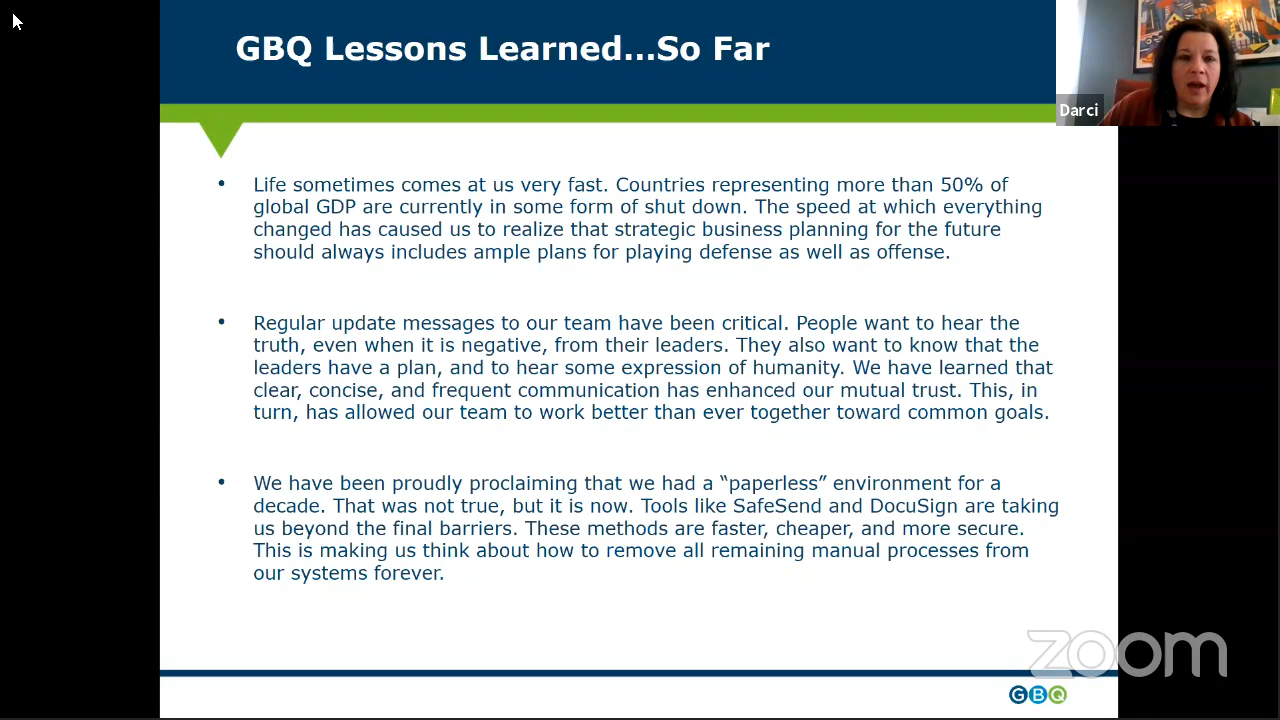 GBQ Lessons Learned...So Far
Darci
• Life sometimes comes at us very fast. Countries representing more than 50% of
global GDP are currently in some form of shut down. The speed at which everything
changed has caused us to realize that strategic business planning for the future
should always includes ample plans for playing defense as well as offense.
• Regular update messages to our team have been critical. People want to hear the
truth, even when it is negative, from their leaders. They also want to know that the
leaders have a plan, and to hear some expression of humanity. We have learned that
clear, concise, and frequent communication has enhanced our mutual trust. This, in
turn, has allowed our team to work better than ever together toward common goals.
• We have been proudly proclaiming that we had a “paperless” environment for a
decade. That was not true, but it is now. Tools like SafeSend and DocuSign are taking
us beyond the final barriers. These methods are faster, cheaper, and more secure.
This is making us think about how to remove all remaining manual processes from
our systems forever.
zoom
GBQ